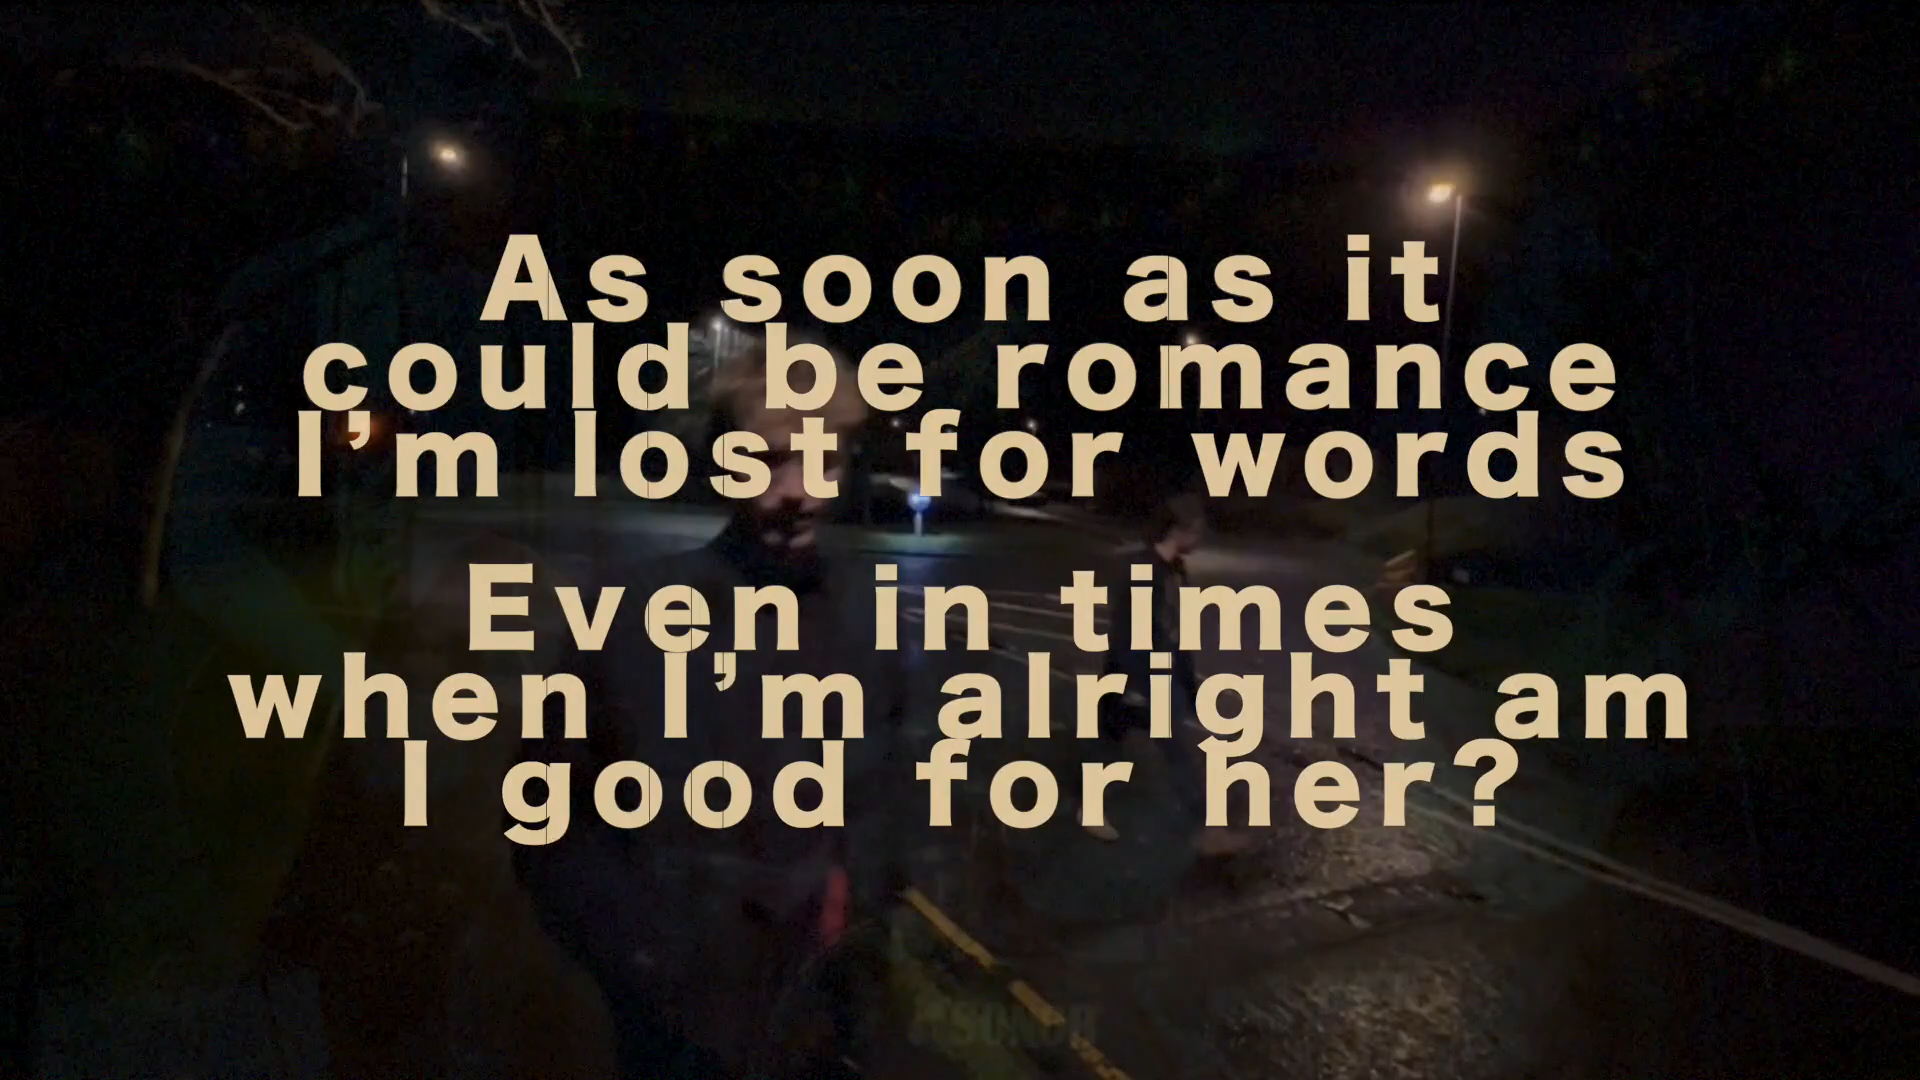 As soon as it
could be romance
I’m lost for words
Even in times
when I’m alright am
I good for her?